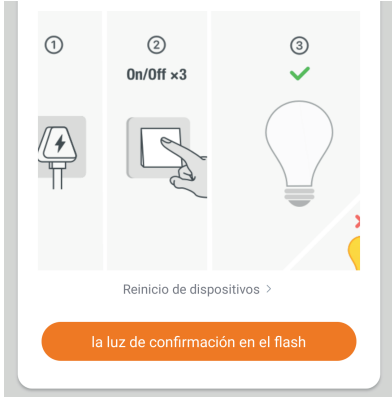 ① ② ③
On/Off ×3
Reinicio de dispositivos >
la luz de confirmación en el flash